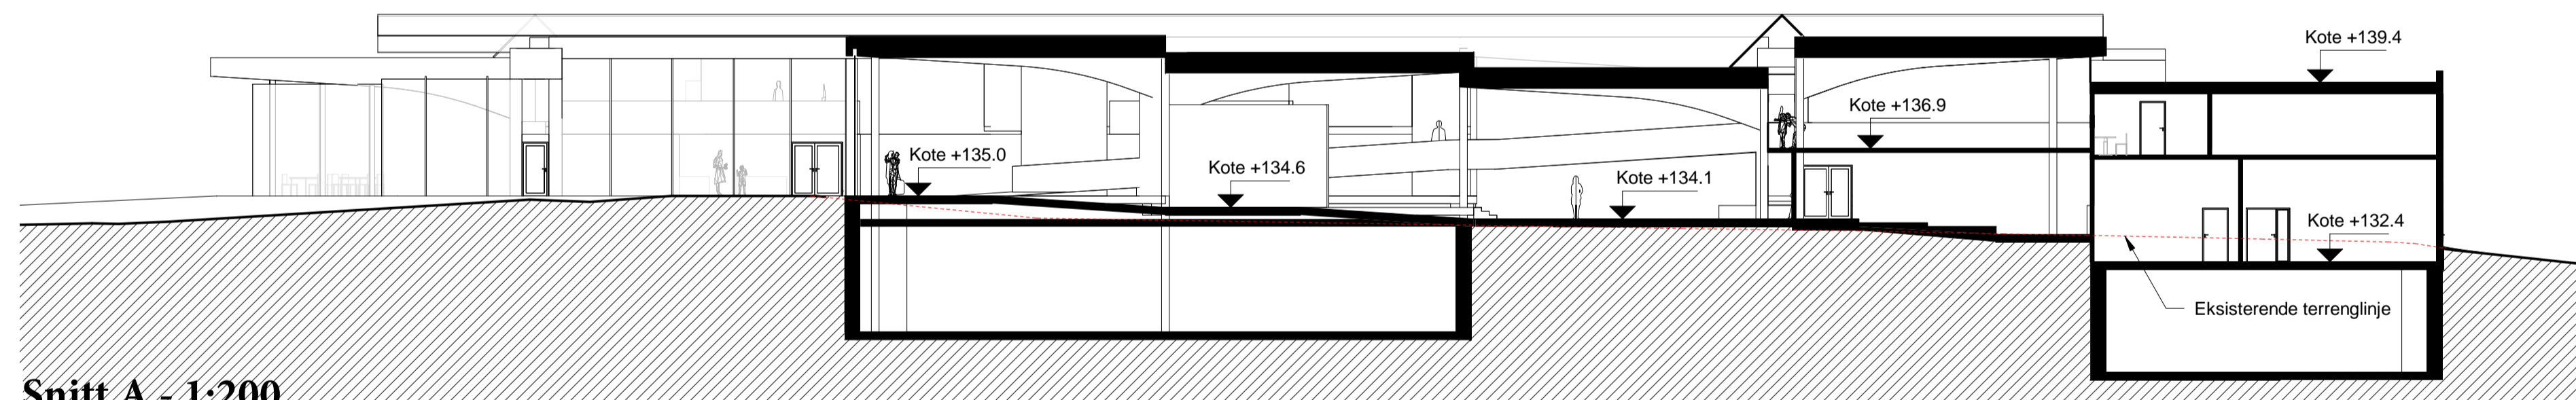 Kote +139.4
Kote +136.9
Kote +135.0
Kote +134.6
Kote +134.1
Kote +132.4
Eksisterende terrenglinje
Snitt A - 1:200